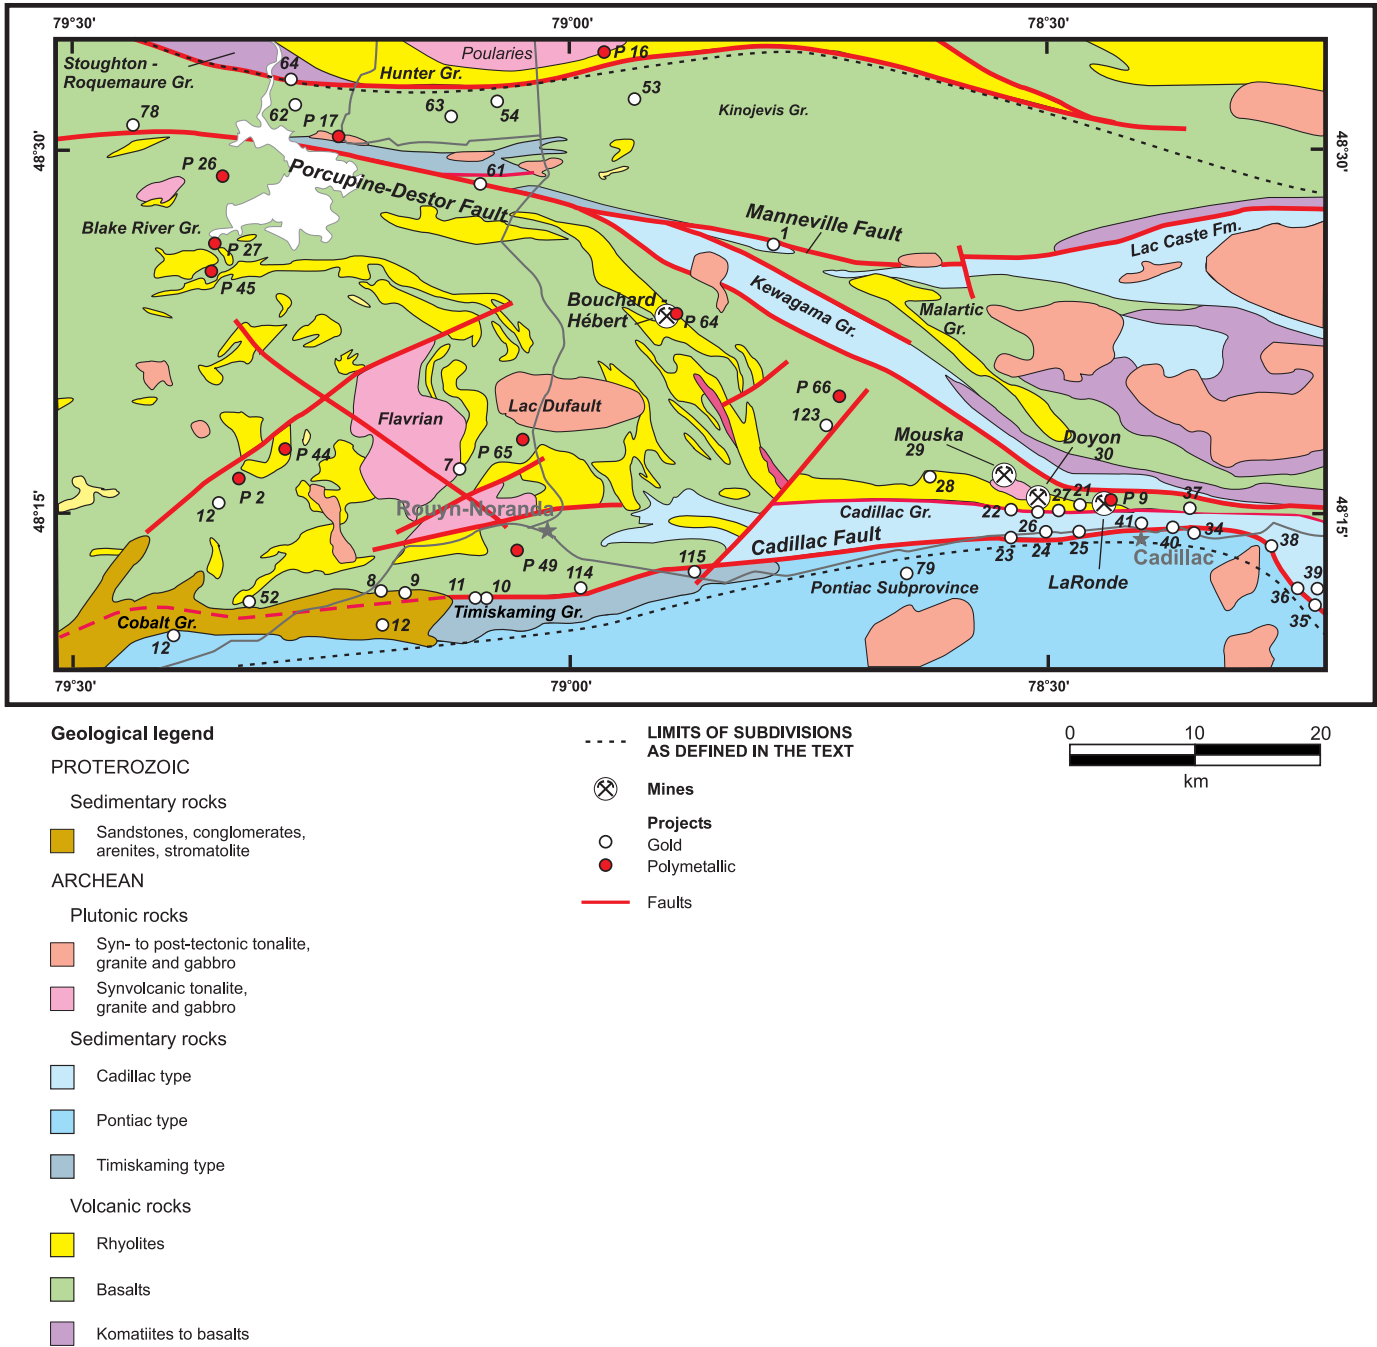 79°30'
79°00'
78°30'
Stoughton -
Roquemaure Gr.
64
Hunter Gr.
Poularies
P 16
78
62
P 17
63
54
53
Kinojevis Gr.
48°30'
48°30'
P 26
Porcupine-Destor Fault
61
Blake River Gr.
P 27
P 45
Manneville Fault
1
Lac Caste Fm.
Bouchard -
Hébert
P 64
Kewagama Gr.
Malartic
Gr.
Flavrian
Lac Dufault
P 66
123
Mouska
29
Doyon
30
P 44
7
P 65
P 2
12
28
27
21
P 9
37
48°15'
48°15'
Rouyn-Noranda
Cadillac Gr.
22
26
41
Cadillac Fault
23
24
25
40
34
38
P 49
115
Cadillac
LaRonde
79
Pontiac Subprovince
39
36
35
52
8
9
11
10
114
Timiskaming Gr.
Cobalt Gr.
12
12
79°30'
79°00'
78°30'
Geological legend
PROTEROZOIC
Sedimentary rocks
Sandstones, conglomerates,
arenites, stromatolite
ARCHEAN
Plutonic rocks
Syn- to post-tectonic tonalite,
granite and gabbro
Synvolcanic tonalite,
granite and gabbro
Sedimentary rocks
Cadillac type
Pontiac type
Timiskaming type
Volcanic rocks
Rhyolites
Basalts
Komatiites to basalts
LIMITS OF SUBDIVISIONS
AS DEFINED IN THE TEXT
Mines
Projects
Gold
Polymetallic
Faults
0 10 20
km